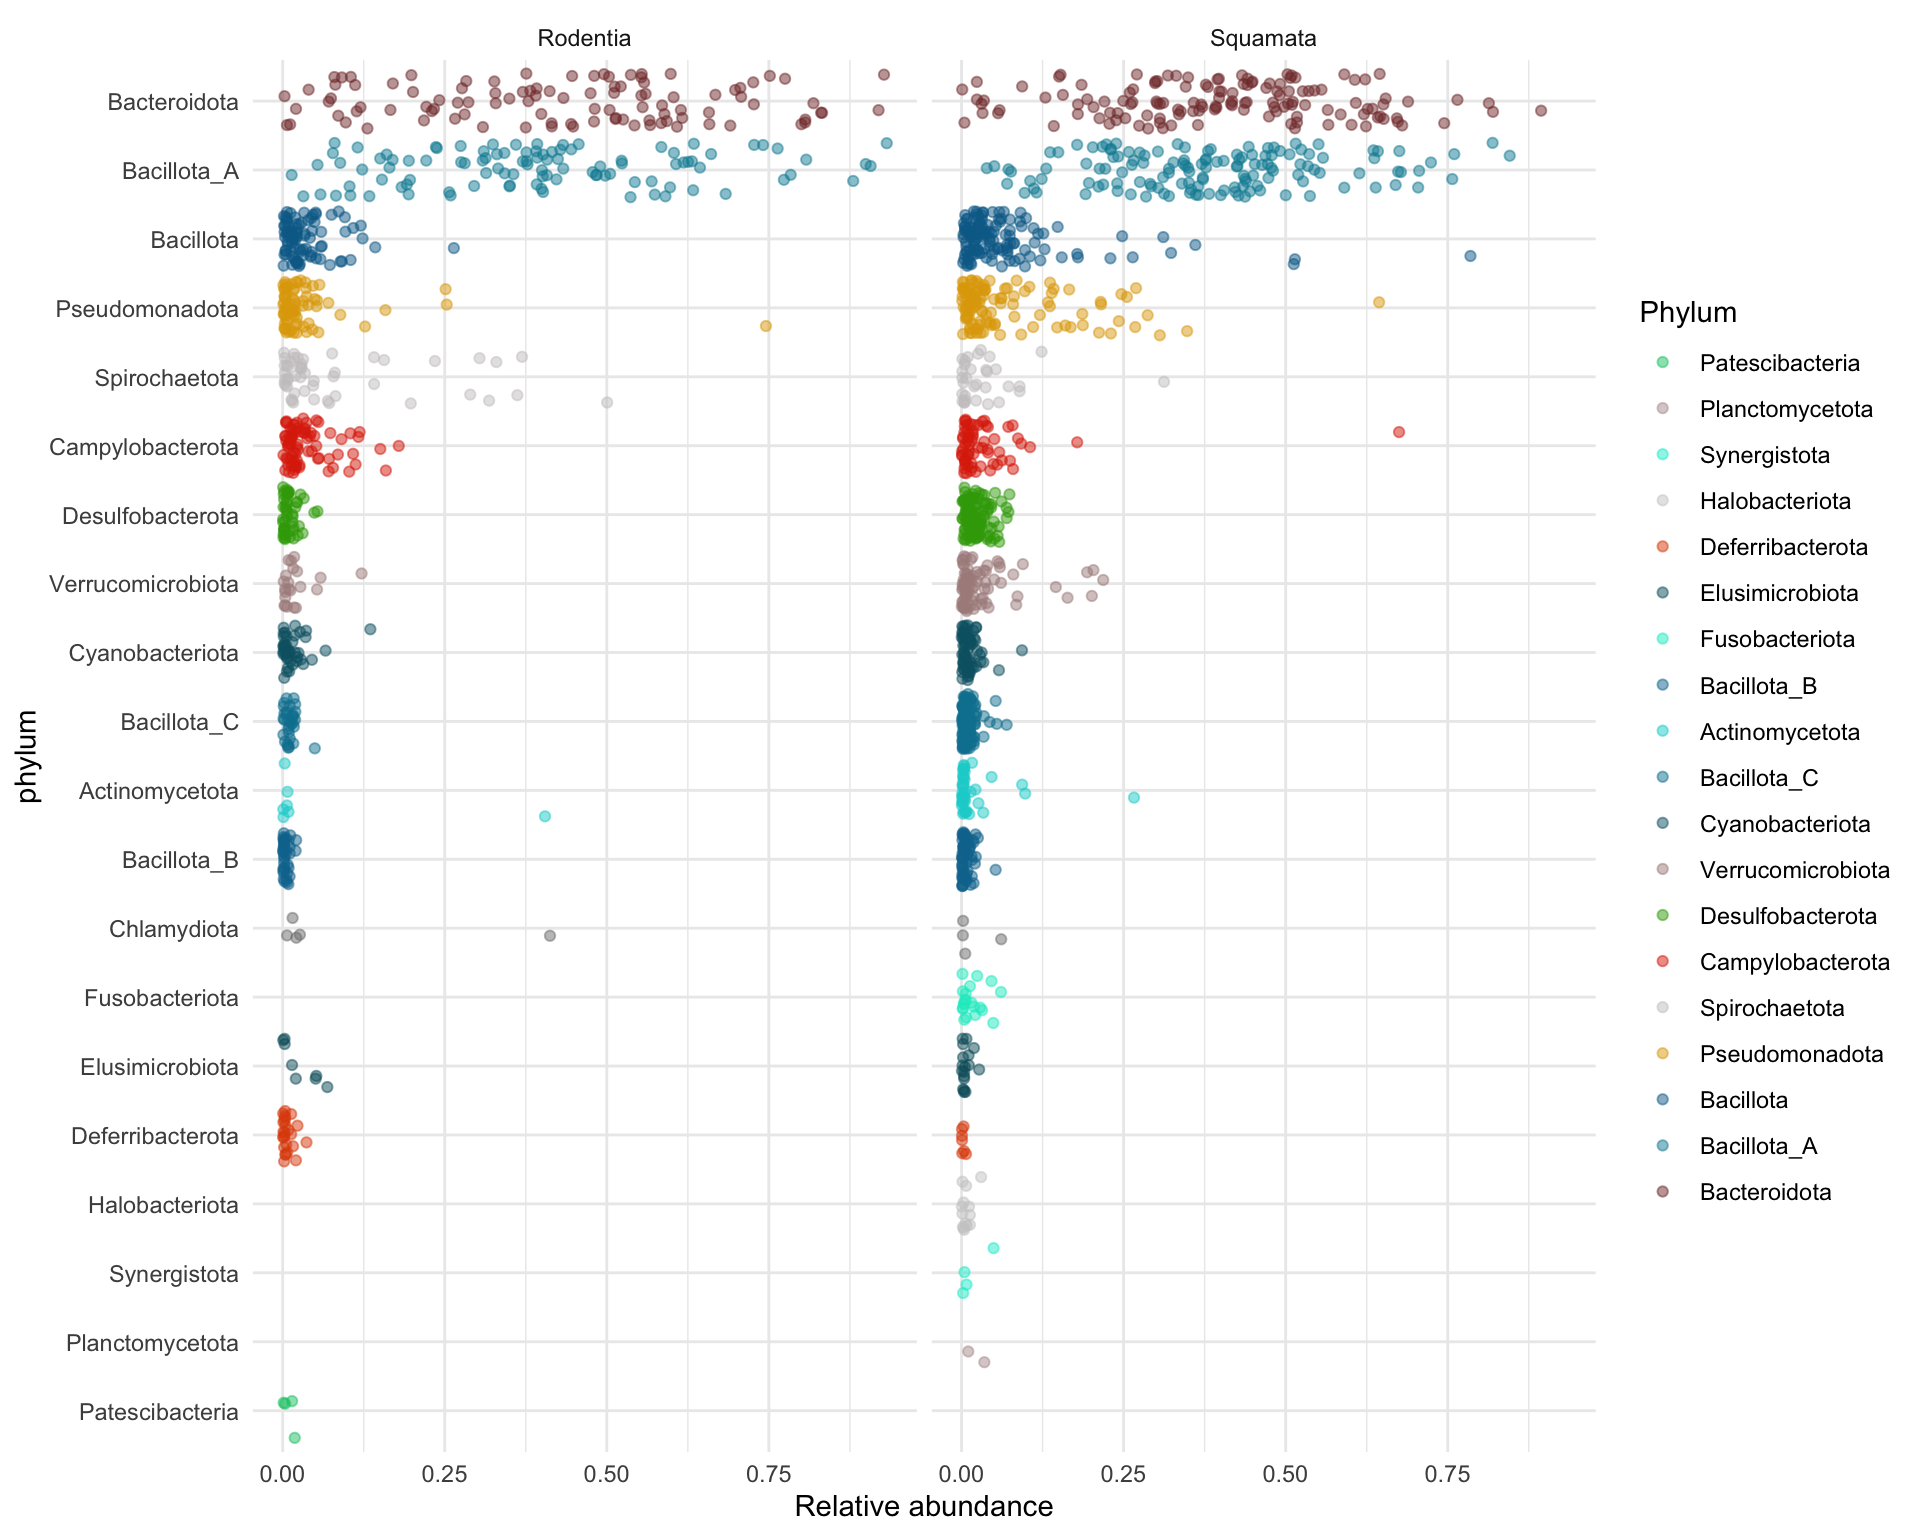 Rodentia
Squamata
phylum
Bacteroidota
Bacillota_A
Bacillota
Pseudomonadota
Spirochaetota
Campylobacterota
Desulfobacterota
Verrucomicrobiota
Cyanobacteriota
Bacillota_C
Actinomycetota
Bacillota_B
Chlamydiota
Fusobacteriota
Elusimicrobiota
Deferribacterota
Halobacteriota
Synergistota
Planctomycetota
Patescibacteria
0.00 0.25 0.50 0.75
0.00 0.25 0.50 0.75
Relative abundance
Phylum
Patescibacteria
Planctomycetota
Synergistota
Halobacteriota
Deferribacterota
Elusimicrobiota
Fusobacteriota
Bacillota_B
Actinomycetota
Bacillota_C
Cyanobacteriota
Verrucomicrobiota
Desulfobacterota
Campylobacterota
Spirochaetota
Pseudomonadota
Bacillota
Bacillota_A
Bacteroidota